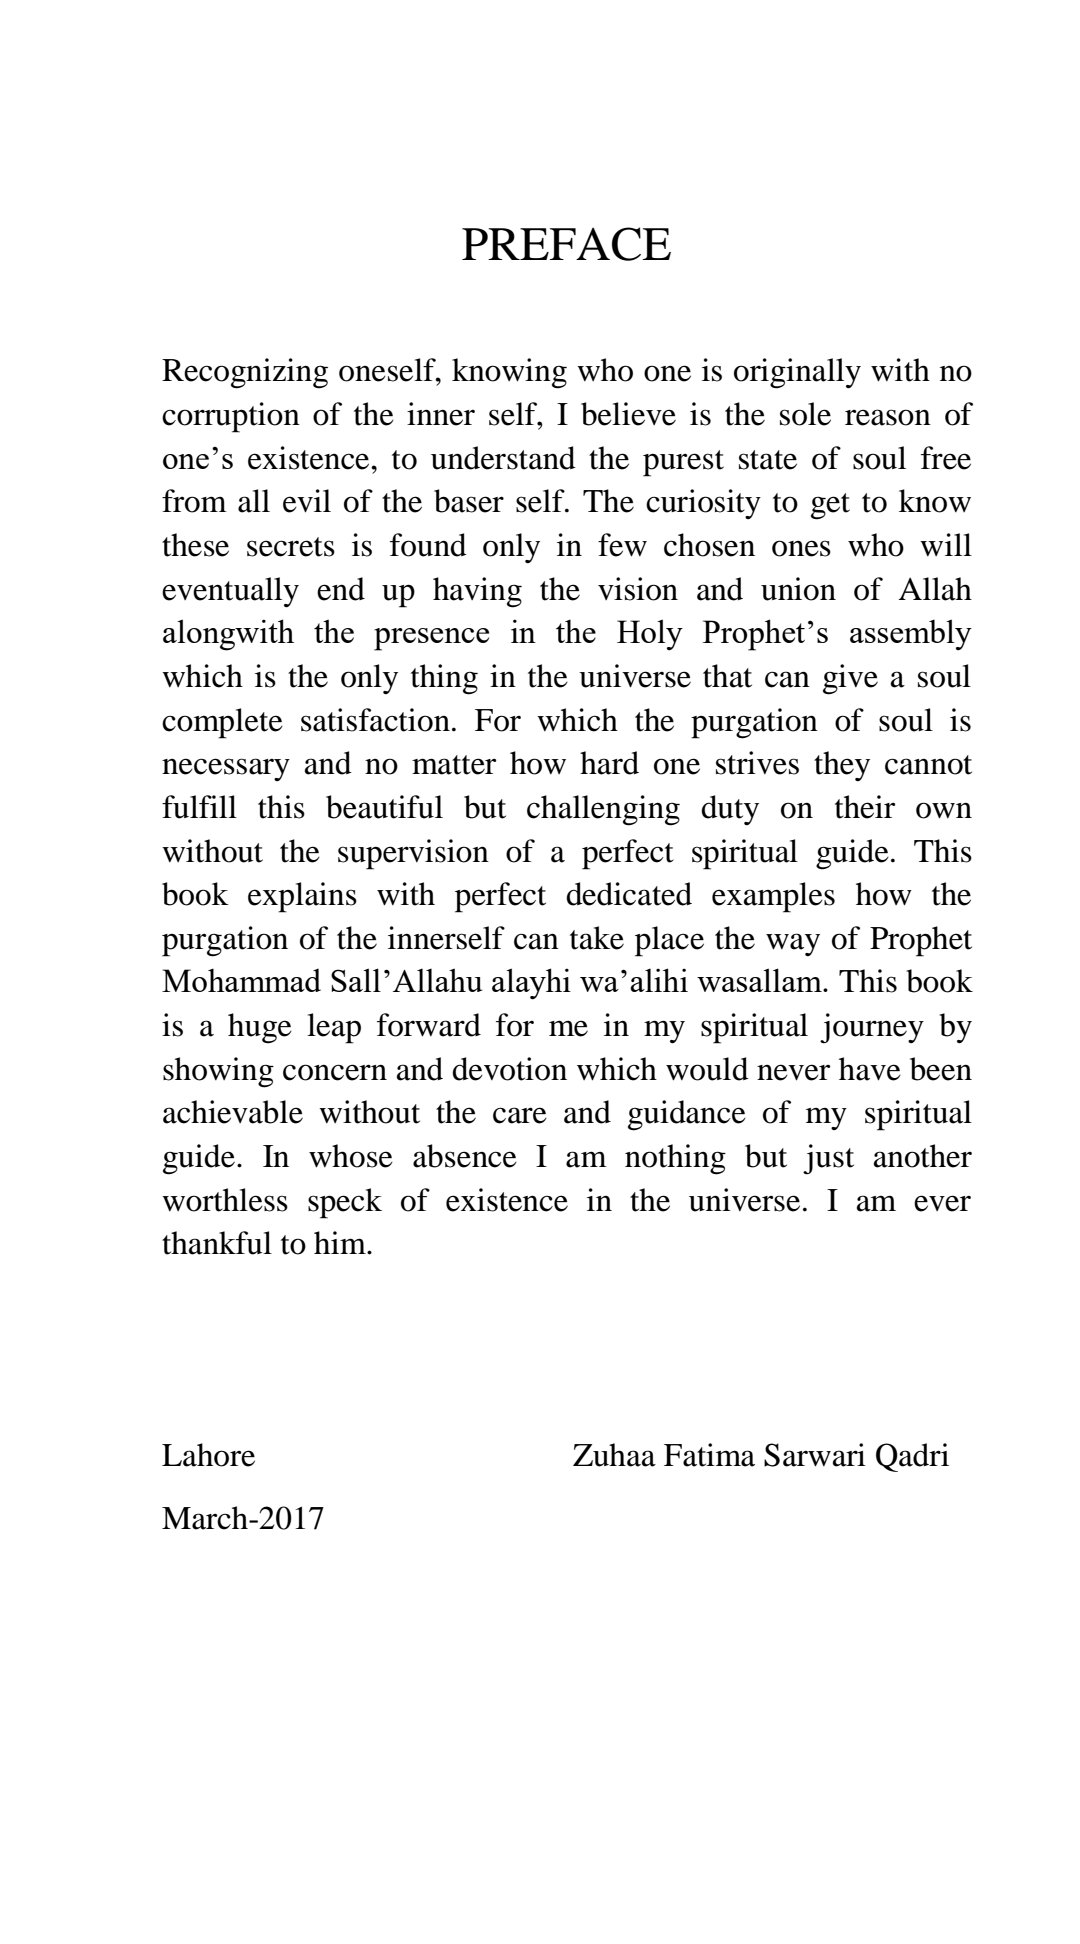 PREFACE
Recognizing oneself, knowing who one is originally with no
corruption of the inner self, I believe is the sole reason of
one’s existence, to understand the purest state of soul free
from all evil of the baser self. The curiosity to get to know
these secrets is found only in few chosen ones who will
eventually end up having the vision and union of Allah
alongwith the presence in the Holy Prophet’s assembly
which is the only thing in the universe that can give a soul
complete satisfaction. For which the purgation of soul is
necessary and no matter how hard one strives they cannot
fulfill this beautiful but challenging duty on their own
without the supervision of a perfect spiritual guide. This
book explains with perfect dedicated examples how the
purgation of the innerself can take place the way of Prophet
Mohammad Sall’Allahu alayhi wa’alihi wasallam. This book
is a huge leap forward for me in my spiritual journey by
showing concern and devotion which would never have been
achievable without the care and guidance of my spiritual
guide. In whose absence I am nothing but just another
worthless speck of existence in the universe. I am ever
thankful to him.
Lahore Zuhaa Fatima Sarwari Qadri
March-2017